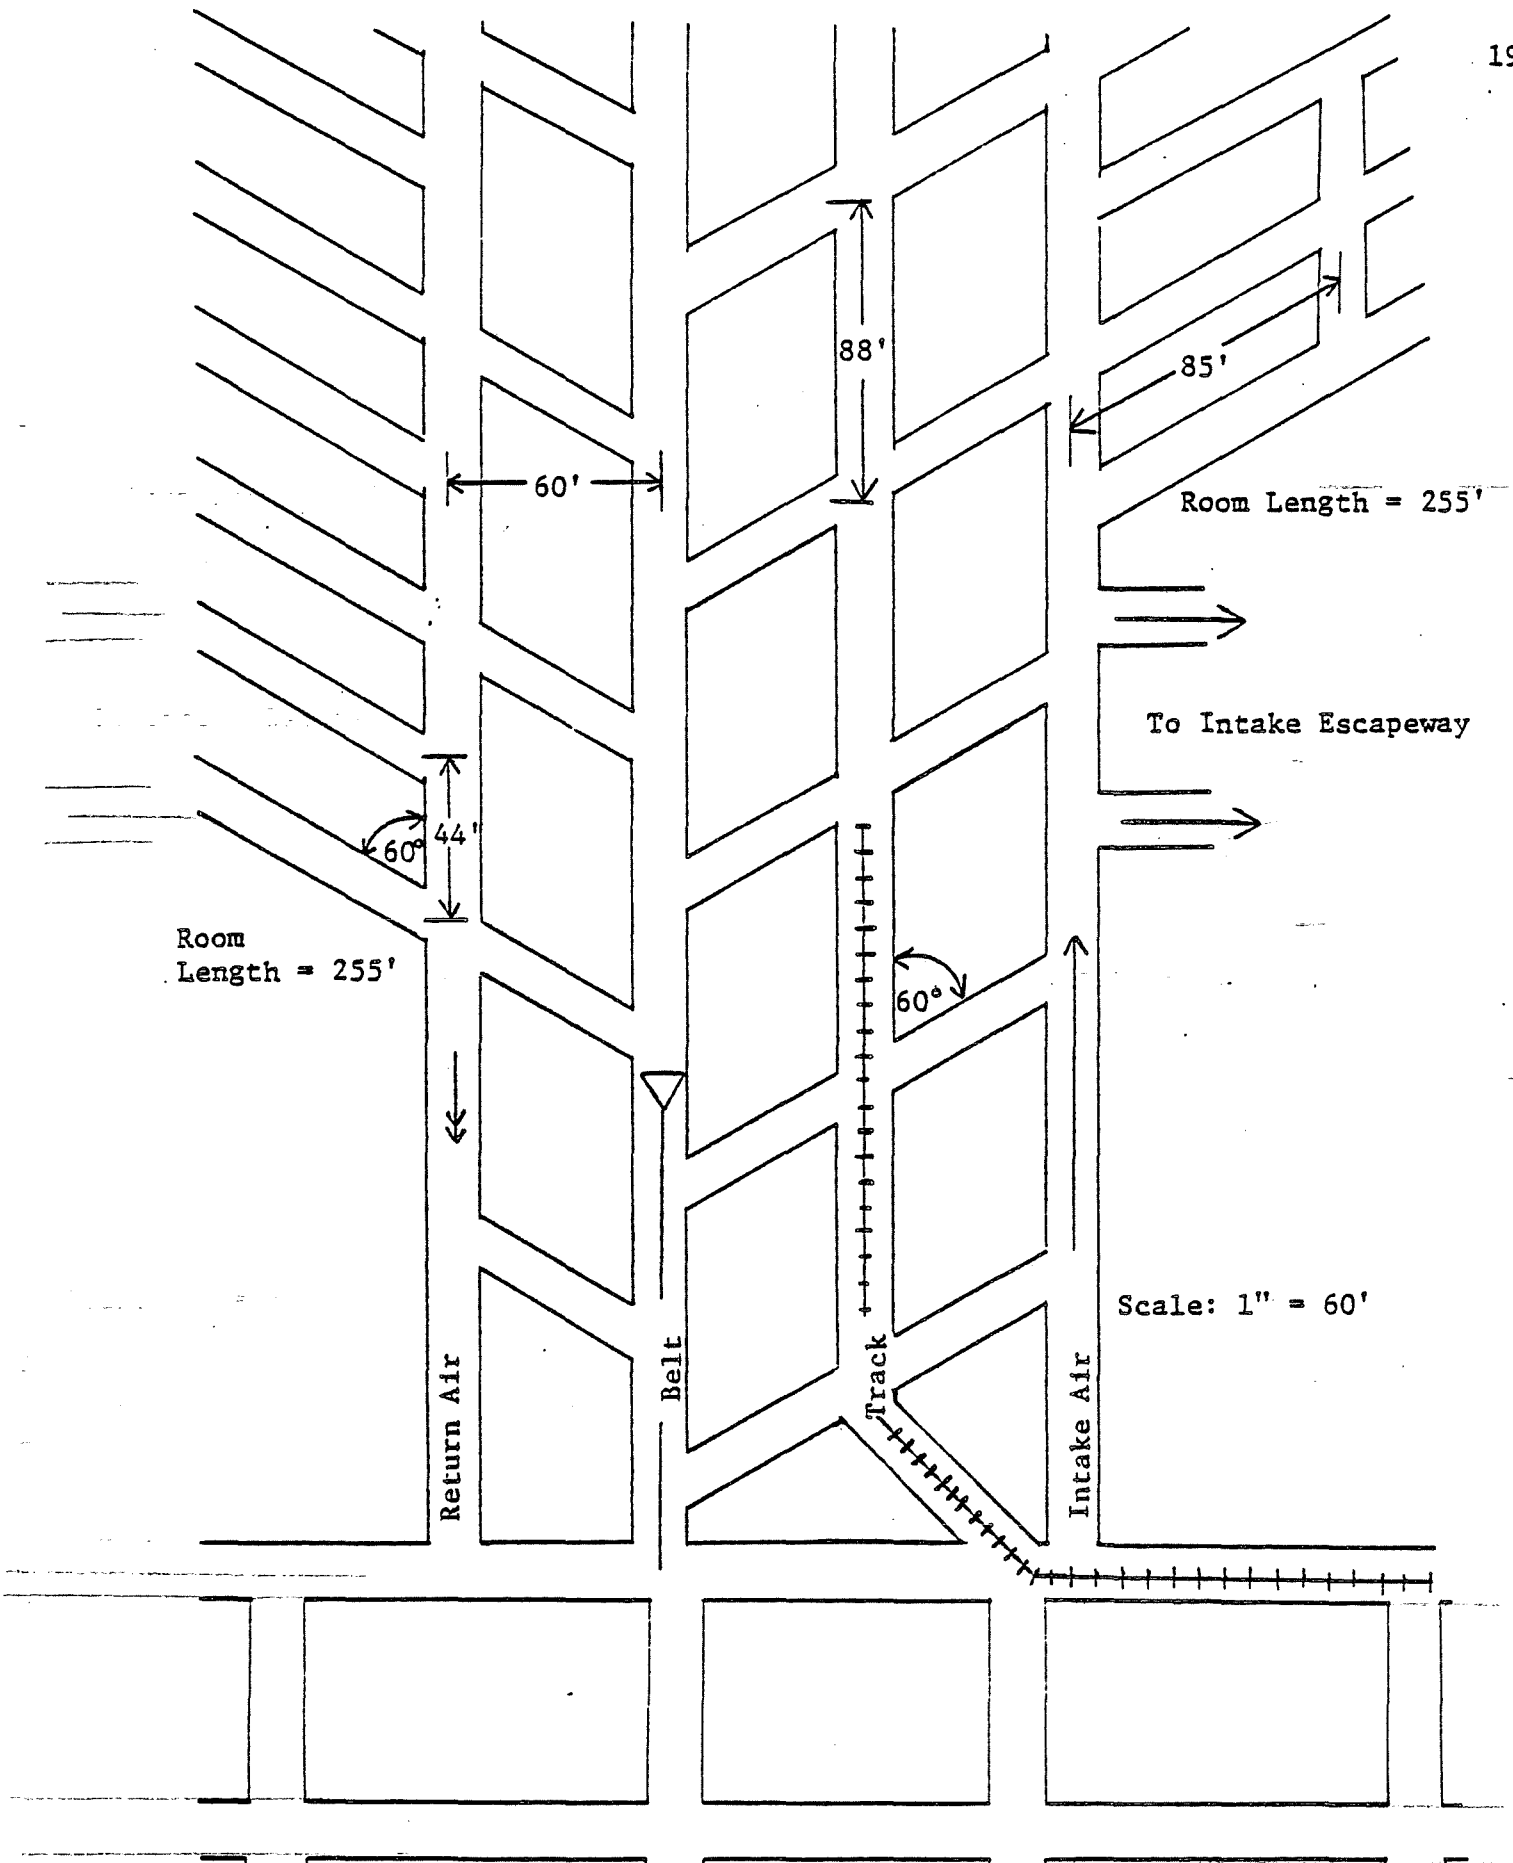 19
88'
85'
60'
Room Length = 255'
To Intake Escapeway
60°
44'
Room
Length = 255'
60°
Scale: 1" = 60'
Return Air
Belt
Track
Intake Air